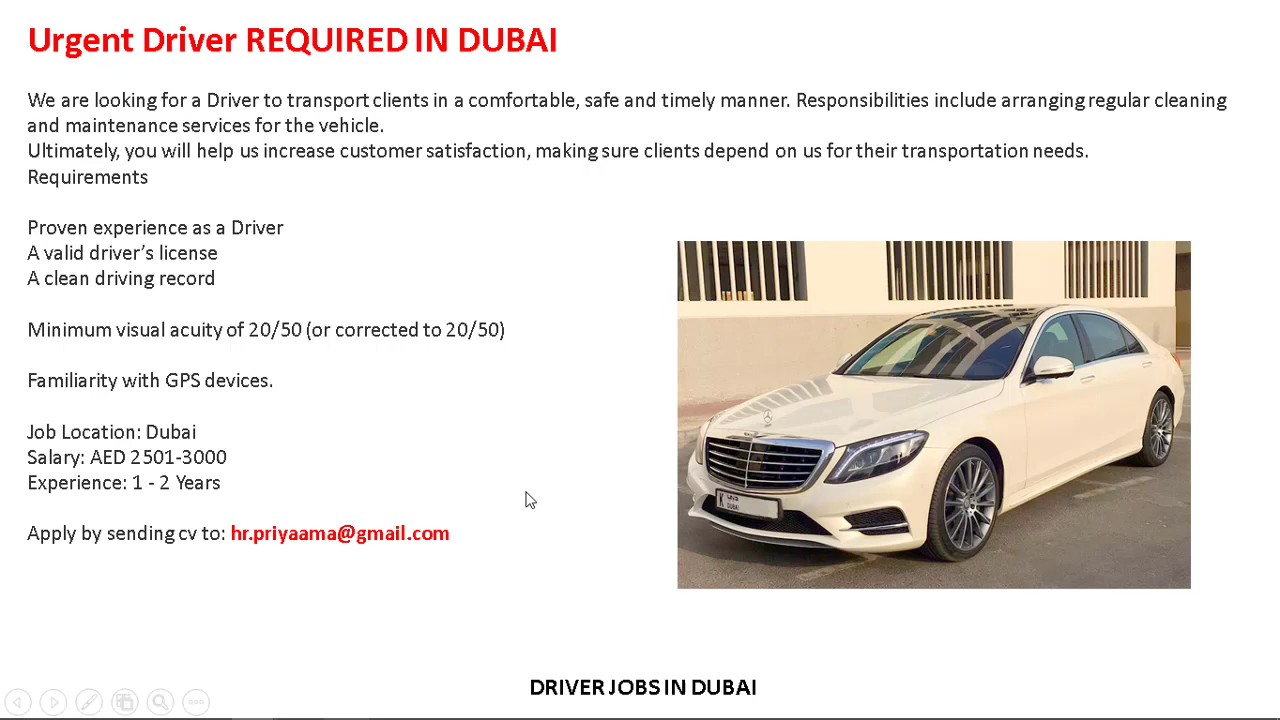 Urgent Driver REQUIRED IN DUBAI
We are looking for a Driver to transport clients in a comfortable, safe and timely manner. Responsibilities include arranging regular cleaning
and maintenance services for the vehicle.
Ultimately, you will help us increase customer satisfaction, making sure clients depend on us for their transportation needs.
Requirements
Proven experience as a Driver
A valid driver’s license
A clean driving record
Minimum visual acuity of 20/50 (or corrected to 20/50)
Familiarity with GPS devices.
Job Location: Dubai
Salary: AED 2501-3000
Experience: 1 - 2 Years
Apply by sending cv to: hr.priyaama@gmail.com
K
DUBAI
DRIVER JOBS IN DUBAI